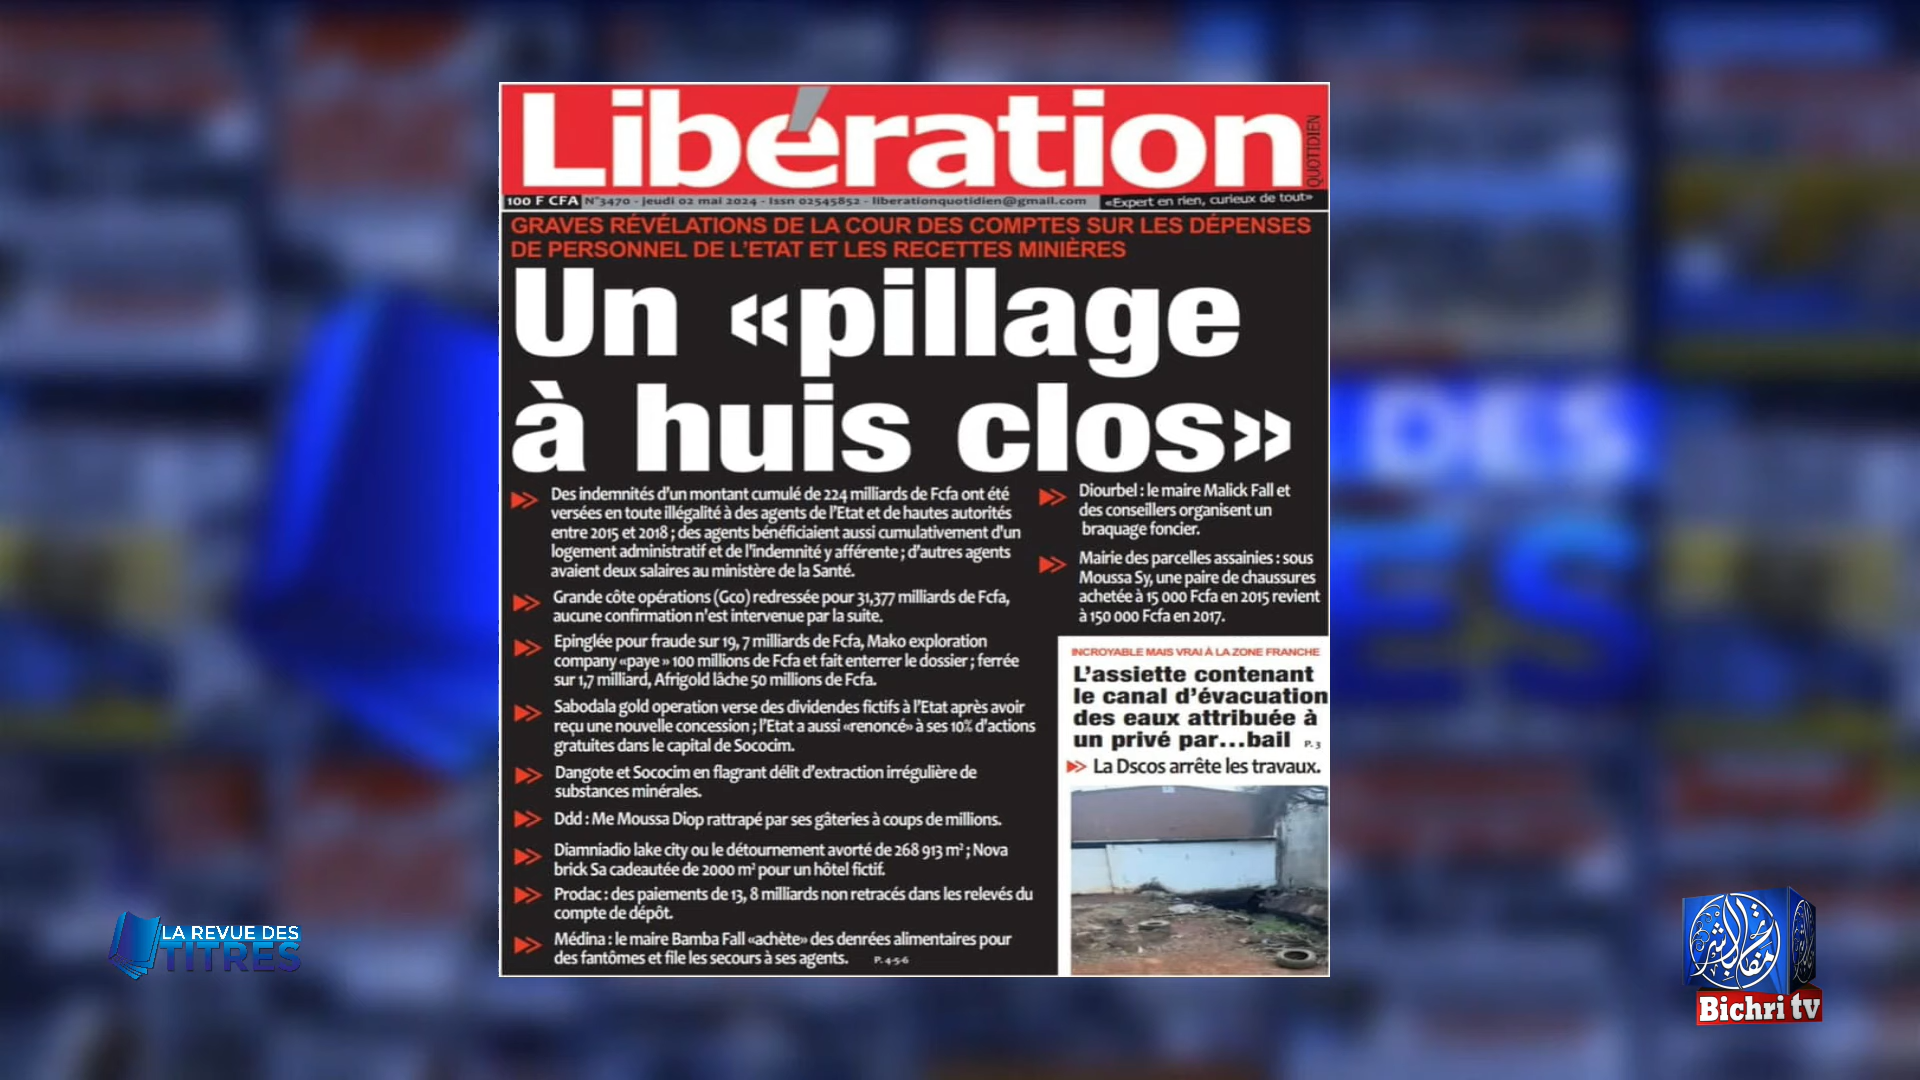 Libération
QUOTIDIEN
100 F CFA N°3470 - Jeudi 02 mai 2024 - Issn 02545852 - liberationquotidien@gmail.com «Expert en rien, curieux de tout»
GRAVES RÉVÉLATIONS DE LA COUR DES COMPTES SUR LES DÉPENSES
DE PERSONNEL DE L'ETAT ET LES RECETTES MINIÈRES
Un «pillage
à huis clos»
Des indemnités d'un montant cumulé de 224 milliards de Fcfa ont été
versées en toute illégalité à des agents de l'Etat et de hautes autorités
entre 2015 et 2018 ; des agents bénéficiaient aussi cumulativement d'un
logement administratif et de l'indemnité y afférente ; d'autres agents
avaient deux salaires au ministère de la Santé.
Grande côte opérations (Gco) redressée pour 31,377 milliards de Fcfa,
aucune confirmation n'est intervenue par la suite.
Epinglée pour fraude sur 19, 7 milliards de Fcfa, Mako exploration
company «paye » 100 millions de Fcfa et fait enterrer le dossier ; ferrée
sur 1,7 milliard, Afrigold lâche 50 millions de Fcfa.
Sabodala gold operation verse des dividendes fictifs à l'Etat après avoir
reçu une nouvelle concession ; l'Etat a aussi «renoncé» à ses 10% d'actions
gratuites dans le capital de Sococim.
Dangote et Sococim en flagrant délit d'extraction irrégulière de
substances minérales.
Ddd : Me Moussa Diop rattrapé par ses gâteries à coups de millions.
Diamniadio lake city ou le détournement avorté de 268 913 m² ; Nova
brick Sa cadeautée de 2000 m² pour un hôtel fictif.
Prodac : des paiements de 13, 8 milliards non retracés dans les relevés du
compte de dépôt.
Médina : le maire Bamba Fall «achète» des denrées alimentaires pour
des fantômes et file les secours à ses agents. P. 4-5-6
Diourbel : le maire Malick Fall et
des conseillers organisent un
braquage foncier.
Mairie des parcelles assainies : sous
Moussa Sy, une paire de chaussures
achetée à 15 000 Fcfa en 2015 revient
à 150 000 Fcfa en 2017.
INCROYABLE MAIS VRAI À LA ZONE FRANCHE
L'assiette contenant
le canal d'évacuation
des eaux attribuée à
un privé par...bail P. 3
La Dscos arrête les travaux.
DES
LA REVUE DES
TITRES
Bichri tv